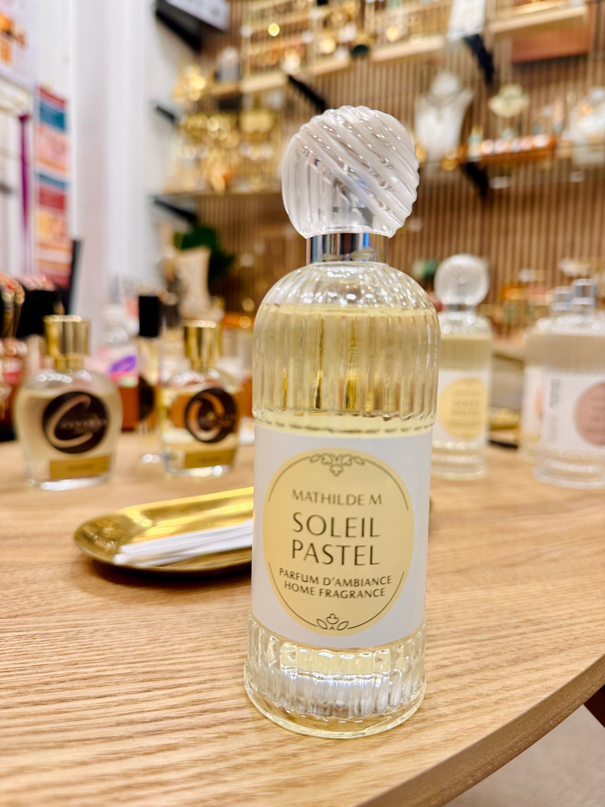 MATHILDE M
SOLEIL
PASTEL
PARFUM D'AMBIANCE
HOME FRAGRANCE